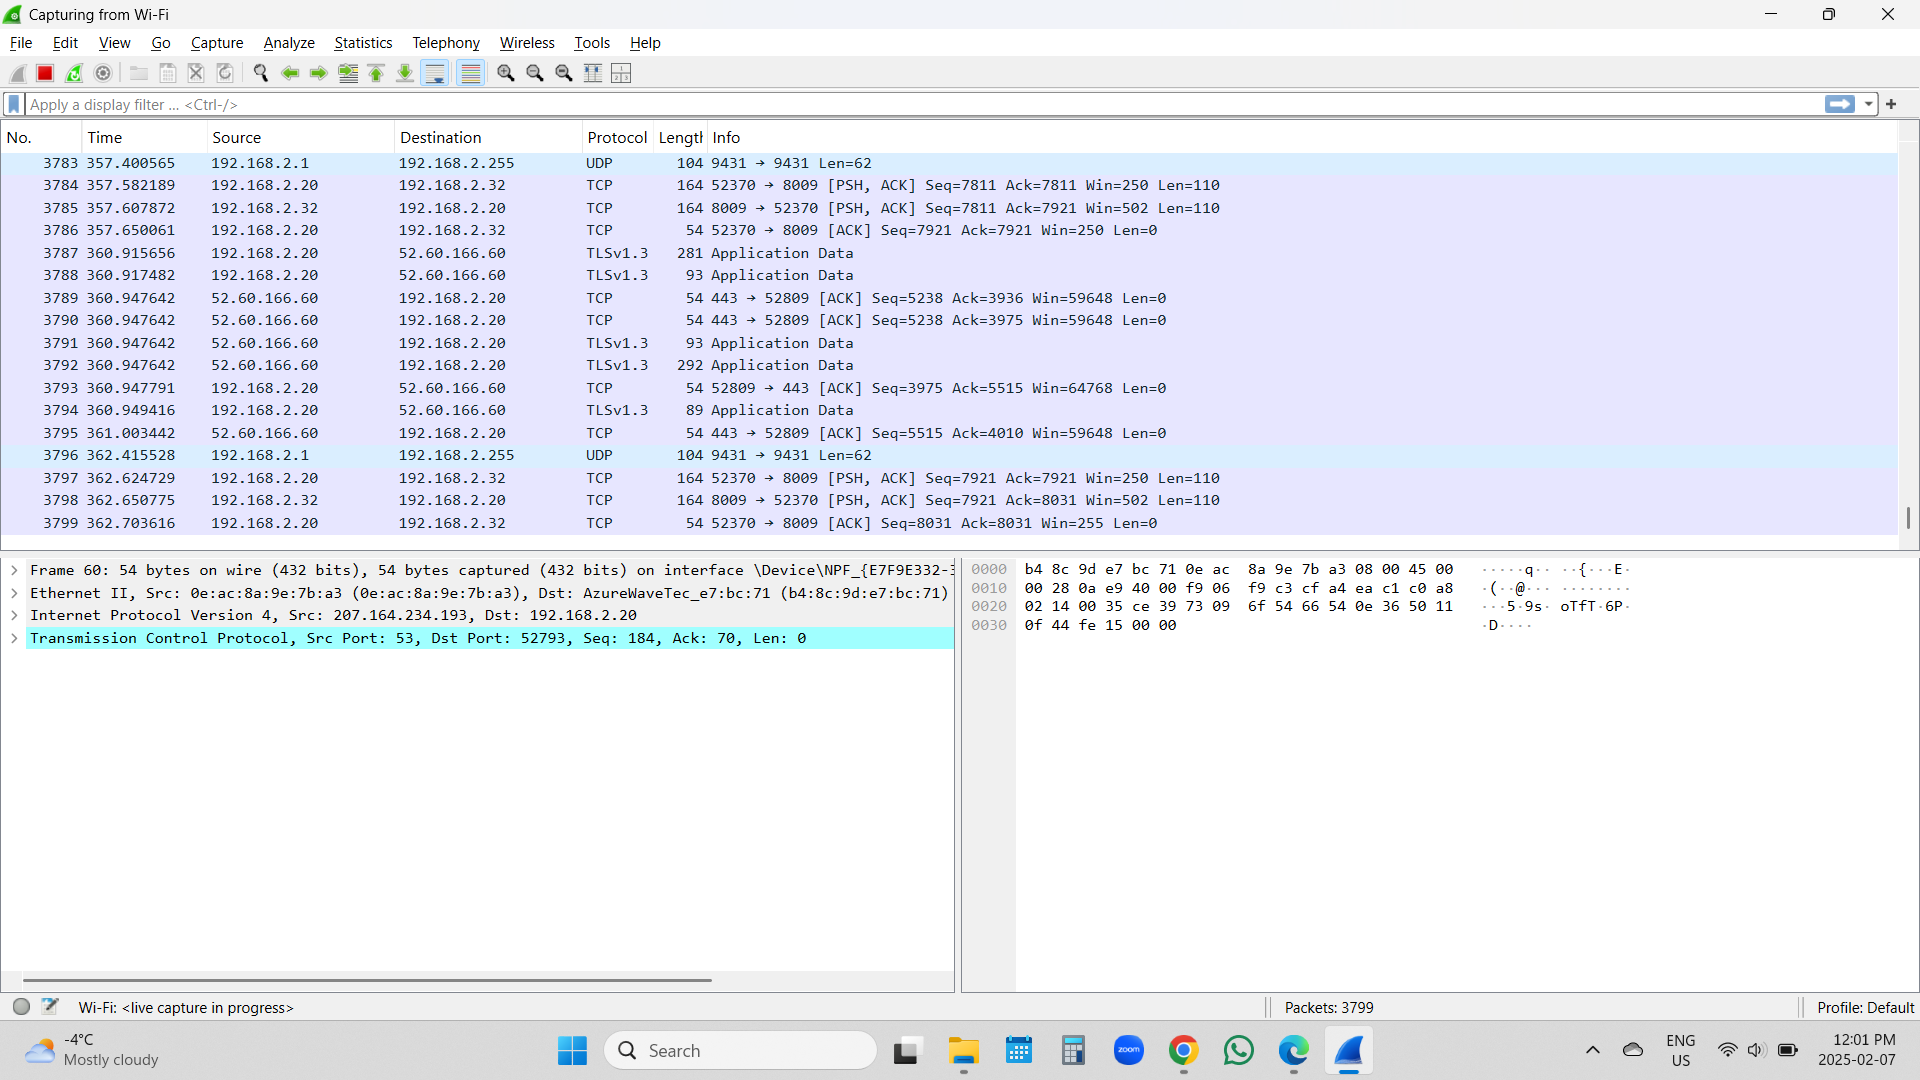 Capturing from Wi-Fi
File Edit View Go Capture Analyze Statistics Telephony Wireless Tools Help
Apply a display filter ... <Ctrl-/>
No. Time Source Destination Protocol Length Info
3783 357.400565 192.168.2.1 192.168.2.255 UDP 104 9431 → 9431 Len=62
3784 357.582189 192.168.2.20 192.168.2.32 TCP 164 52370 → 8009 [PSH, ACK] Seq=7811 Ack=7811 Win=250 Len=110
3785 357.607872 192.168.2.32 192.168.2.20 TCP 164 8009 → 52370 [PSH, ACK] Seq=7811 Ack=7921 Win=502 Len=110
3786 357.650061 192.168.2.20 192.168.2.32 TCP 54 52370 → 8009 [ACK] Seq=7921 Ack=7921 Win=250 Len=0
3787 360.915656 192.168.2.20 52.60.166.60 TLSv1.3 281 Application Data
3788 360.917482 192.168.2.20 52.60.166.60 TLSv1.3 93 Application Data
3789 360.947642 52.60.166.60 192.168.2.20 TCP 54 443 → 52809 [ACK] Seq=5238 Ack=3936 Win=59648 Len=0
3790 360.947642 52.60.166.60 192.168.2.20 TCP 54 443 → 52809 [ACK] Seq=5238 Ack=3975 Win=59648 Len=0
3791 360.947642 52.60.166.60 192.168.2.20 TLSv1.3 93 Application Data
3792 360.947642 52.60.166.60 192.168.2.20 TLSv1.3 292 Application Data
3793 360.947791 192.168.2.20 52.60.166.60 TCP 54 52809 → 443 [ACK] Seq=3975 Ack=5515 Win=64768 Len=0
3794 360.949416 192.168.2.20 52.60.166.60 TLSv1.3 89 Application Data
3795 361.003442 52.60.166.60 192.168.2.20 TCP 54 443 → 52809 [ACK] Seq=5515 Ack=4010 Win=59648 Len=0
3796 362.415528 192.168.2.1 192.168.2.255 UDP 104 9431 → 9431 Len=62
3797 362.624729 192.168.2.20 192.168.2.32 TCP 164 52370 → 8009 [PSH, ACK] Seq=7921 Ack=7921 Win=250 Len=110
3798 362.650775 192.168.2.32 192.168.2.20 TCP 164 8009 → 52370 [PSH, ACK] Seq=7921 Ack=8031 Win=502 Len=110
3799 362.703616 192.168.2.20 192.168.2.32 TCP 54 52370 → 8009 [ACK] Seq=8031 Ack=8031 Win=255 Len=0
Frame 60: 54 bytes on wire (432 bits), 54 bytes captured (432 bits) on interface \Device\NPF_{E7F9E332-3
Ethernet II, Src: 0e:ac:8a:9e:7b:a3 (0e:ac:8a:9e:7b:a3), Dst: AzureWaveTec_e7:bc:71 (b4:8c:9d:e7:bc:71)
Internet Protocol Version 4, Src: 207.164.234.193, Dst: 192.168.2.20
Transmission Control Protocol, Src Port: 53, Dst Port: 52793, Seq: 184, Ack: 70, Len: 0
0000 b4 8c 9d e7 bc 71 0e ac 8a 9e 7b a3 08 00 45 00 ·····q·· ··{···E·
0010 00 28 0a e9 40 00 f9 06 f9 c3 cf a4 ea c1 c0 a8 ·(··@··· ········
0020 02 14 00 35 ce 39 73 09 6f 54 66 54 0e 36 50 11 ···5·9s· oTfT·6P·
0030 0f 44 fe 15 00 00 ·D····
Wi-Fi: <live capture in progress> Packets: 3799 Profile: Default
-4°C
Mostly cloudy
Search
zoom
ENG
US
12:01 PM
2025-02-07